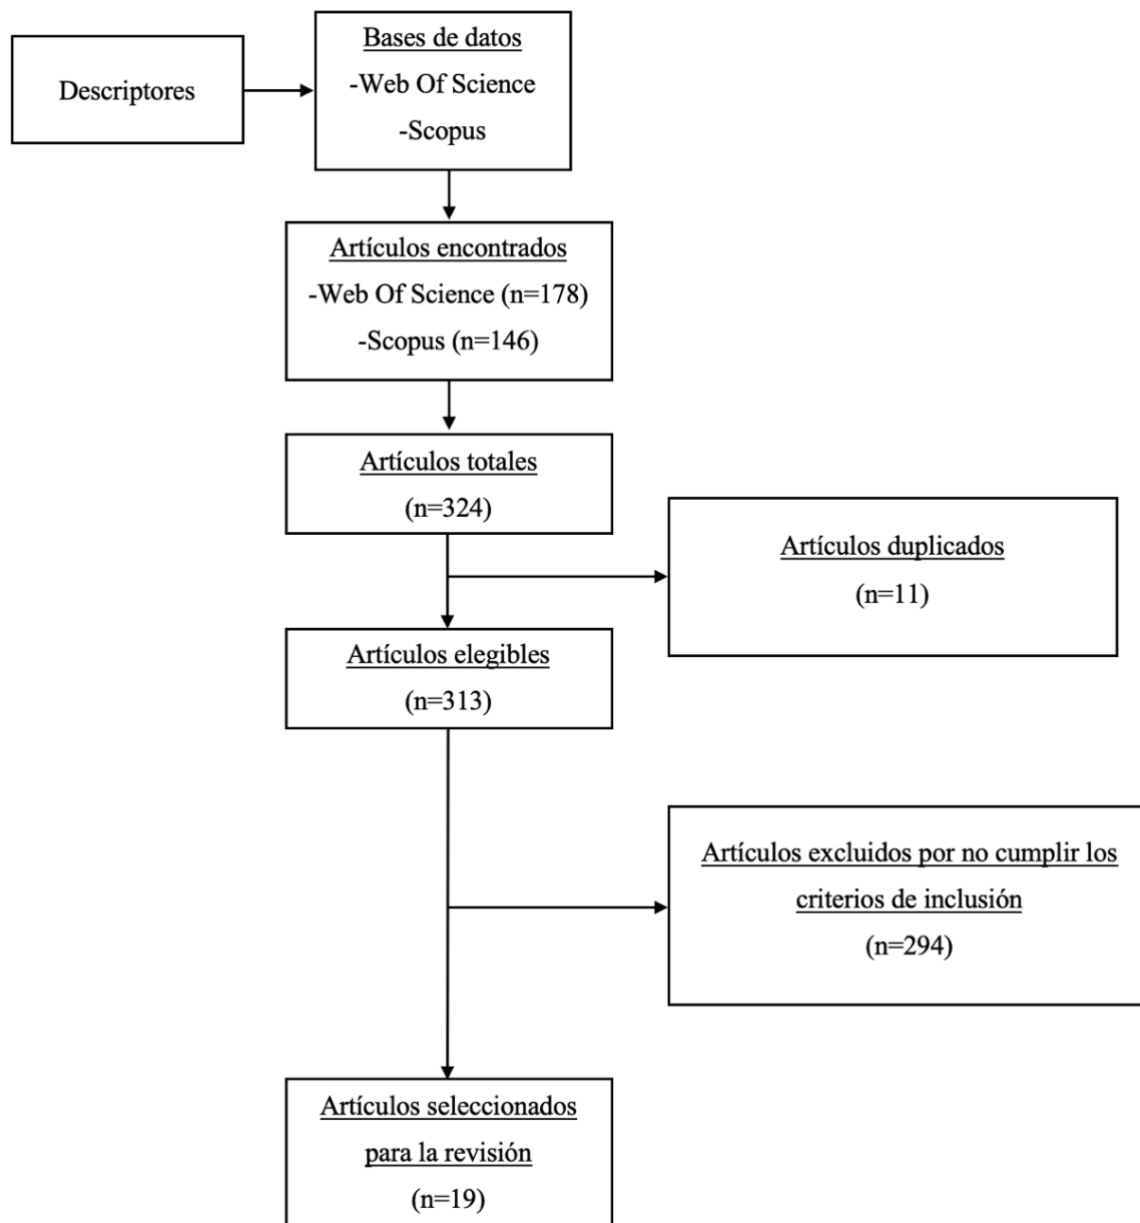 Descriptores
Bases de datos
-Web Of Science
-Scopus
Artículos encontrados
-Web Of Science (n=178)
-Scopus (n=146)
Artículos totales
(n=324)
Artículos duplicados
(n=11)
Artículos elegibles
(n=313)
Artículos excluidos por no cumplir los
criterios de inclusión
(n=294)
Artículos seleccionados
para la revisión
(n=19)